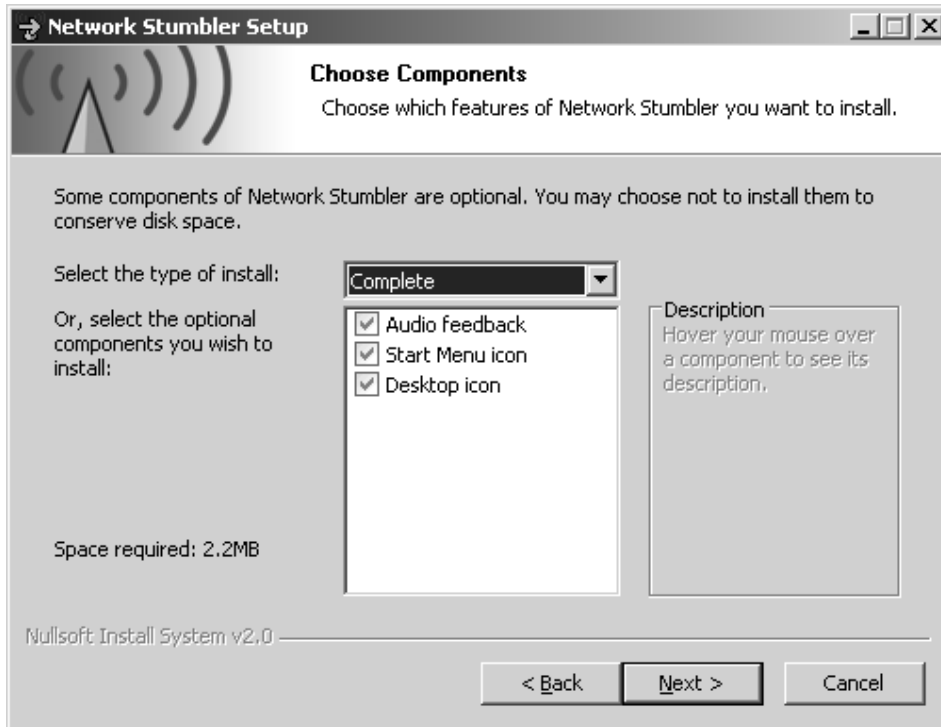 Network Stumbler Setup
Choose Components
Choose which features of Network Stumbler you want to install.
Some components of Network Stumbler are optional. You may choose not to install them to
conserve disk space.
Select the type of install:
Complete
Or, select the optional
components you wish to
install:
Audio feedback
Start Menu icon
Desktop icon
Description
Hover your mouse over
a component to see its
description.
Space required: 2.2MB
Nullsoft Install System v2.0
< Back
Next >
Cancel